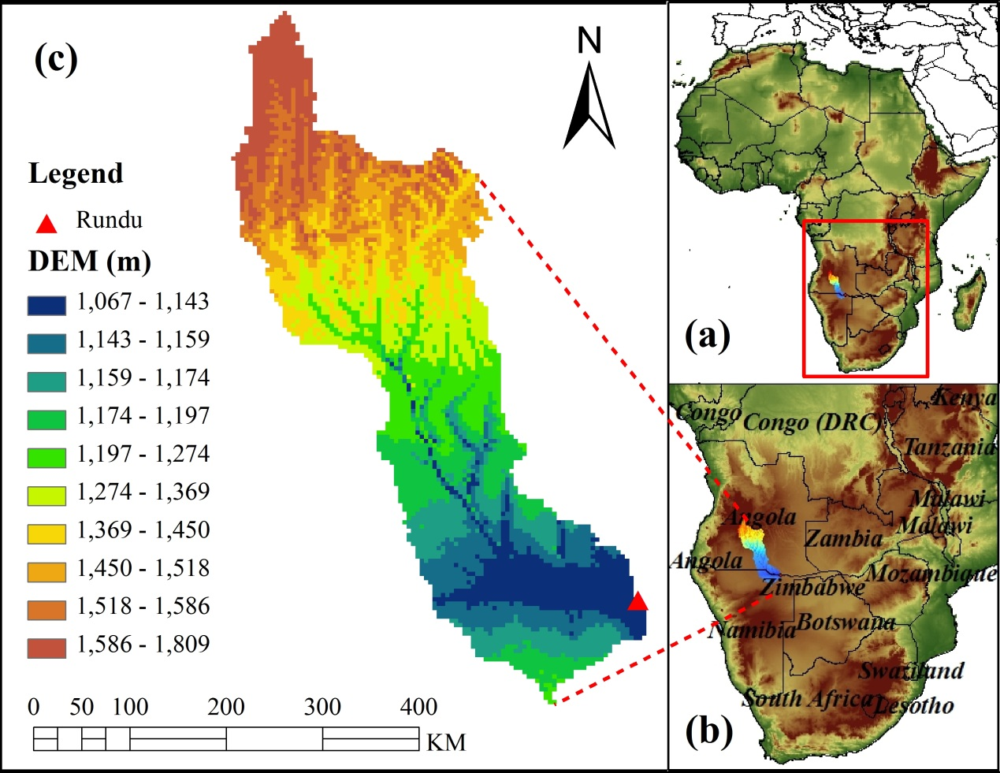 (c)
N
Legend
Rundu
DEM (m)
1,067 - 1,143
1,143 - 1,159
1,159 - 1,174
1,174 - 1,197
1,197 - 1,274
1,274 - 1,369
1,369 - 1,450
1,450 - 1,518
1,518 - 1,586
1,586 - 1,809
0 50 100 200 300 400
KM
(a)
Kenya
Congo
Congo (DRC)
Tanzania
Malawi
Angola
Malawi
Zambia
Angola
Mozambique
Zimbabwe
Botswana
Namibia
Swaziland
South Africa
Lesotho
(b)